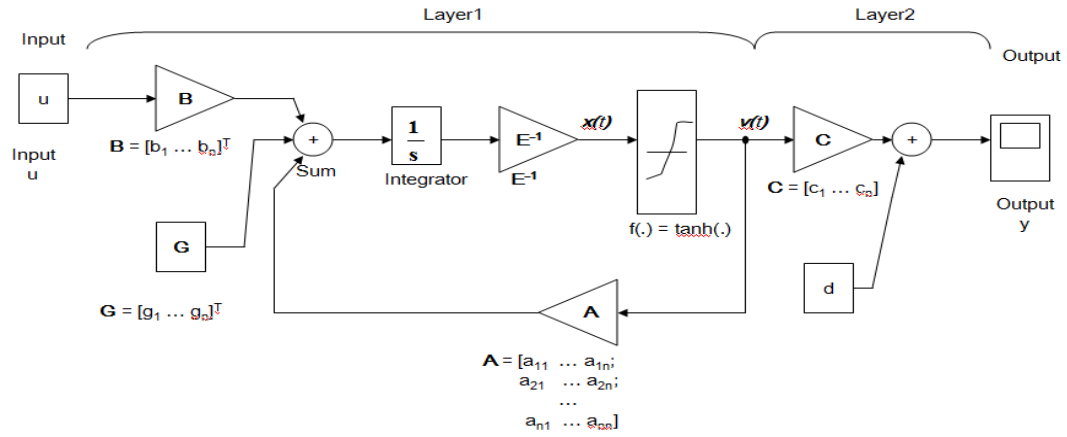 Layer1
Layer2
Input
Output
u
B
B = [b1 … bn]T
Input
u
+
Sum
1
s
Integrator
E-1
E-1
x(t)
f(.) = tanh(.)
v(t)
C
C = [c1 … cn]
+
Output
y
G
G = [g1 … gn]T
d
A
A = [a11 … a1n;
a21 … a2n;
…
an1 … ann]